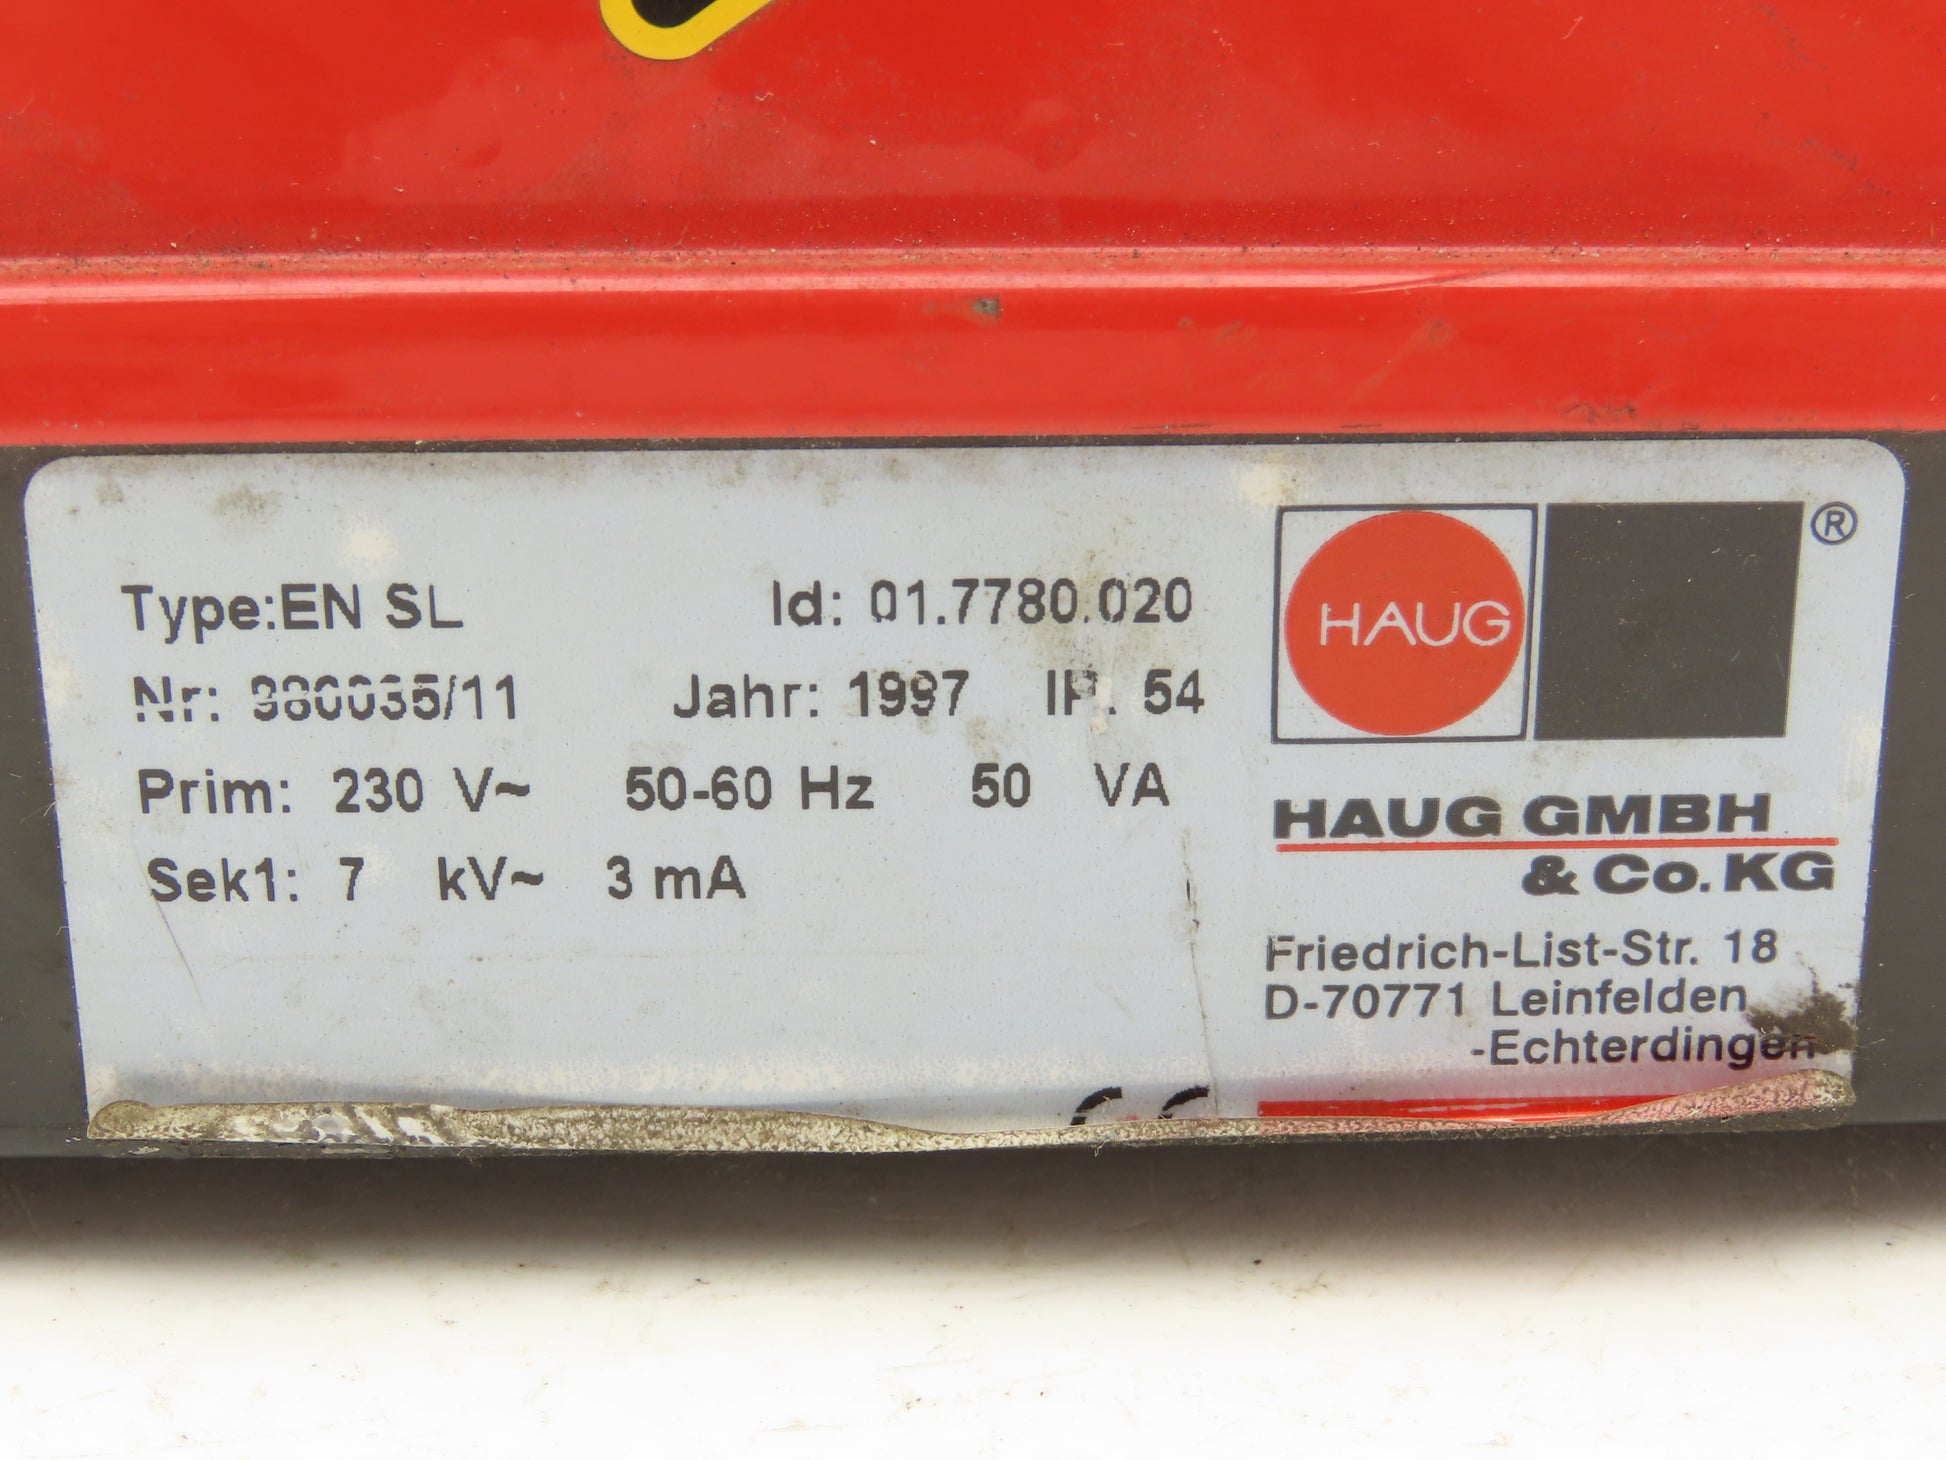 Type:EN SL Id: 01.7780.020
Nr: 980035/11 Jahr: 1997 IP. 54
Prim: 230 V~ 50-60 Hz 50 VA
Sek1: 7 kV~ 3 mA
HAUG ®
HAUG GMBH
& Co. KG
Friedrich-List-Str. 18
D-70771 Leinfelden
-Echterdingen
CE